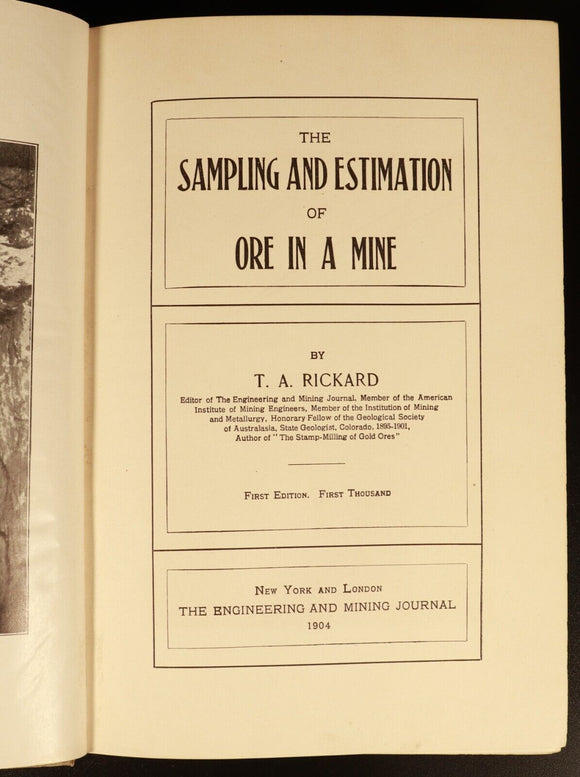 THE
SAMPLING AND ESTIMATION
OF
ORE IN A MINE
BY
T. A. RICKARD
Editor of The Engineering and Mining Journal, Member of the American
Institute of Mining Engineers, Member of the Institution of Mining
and Metallurgy, Honorary Fellow of the Geological Society
of Australasia, State Geologist, Colorado, 1895-1901,
Author of "The Stamp-Milling of Gold Ores"
First Edition. First Thousand
New York and London
THE ENGINEERING AND MINING JOURNAL
1904